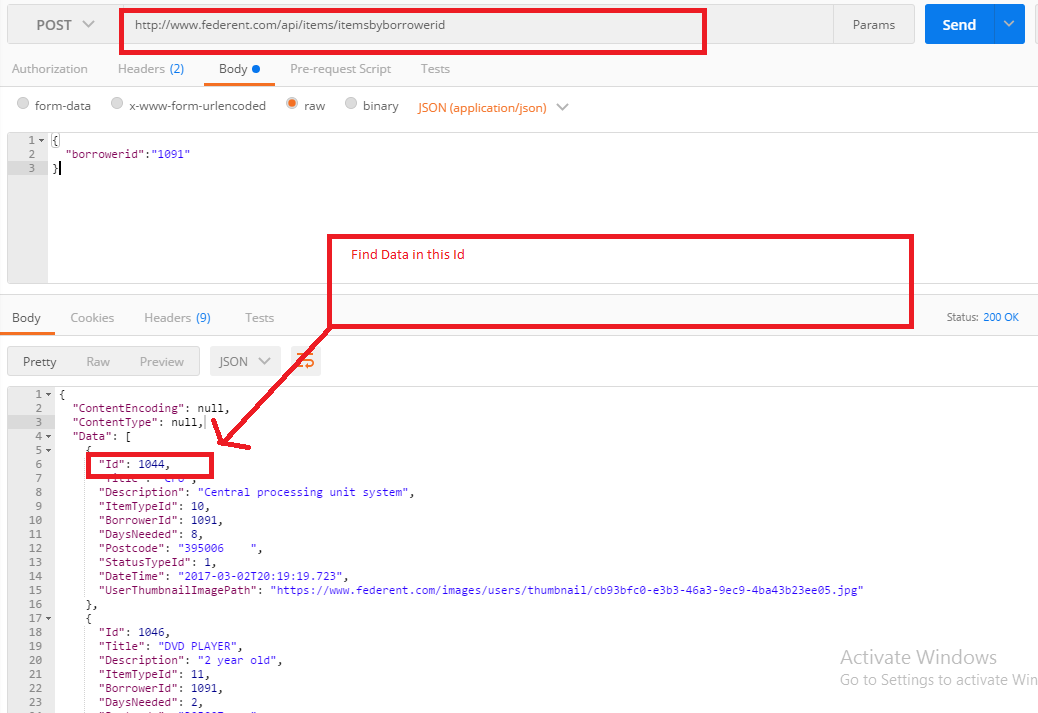 POST http://www.federent.com/api/items/itemsbyborrowerid Params Send
Authorization Headers (2) Body Pre-request Script Tests
form-data x-www-form-urlencoded raw binary JSON (application/json)
1 {
2 "borrowerid":"1091"
3 }
Find Data in this Id
Body Cookies Headers (9) Tests Status: 200 OK
Pretty Raw Preview JSON
1 {
2 "ContentEncoding": null,
3 "ContentType": null,
4 "Data": [
5 {
6 "Id": 1044,
7 "Title": "CPU",
8 "Description": "Central processing unit system",
9 "ItemTypeId": 10,
10 "BorrowerId": 1091,
11 "DaysNeeded": 8,
12 "Postcode": "395006    ",
13 "StatusTypeId": 1,
14 "DateTime": "2017-03-02T20:19:19.723",
15 "UserThumbnailImagePath": "https://www.federent.com/images/users/thumbnail/cb93bfc0-e3b3-46a3-9ec9-4ba43b23ee05.jpg"
16 },
17 {
18 "Id": 1046,
19 "Title": "DVD PLAYER",
20 "Description": "2 year old",
21 "ItemTypeId": 11,
22 "BorrowerId": 1091,
23 "DaysNeeded": 2,
Activate Windows
Go to Settings to activate Win